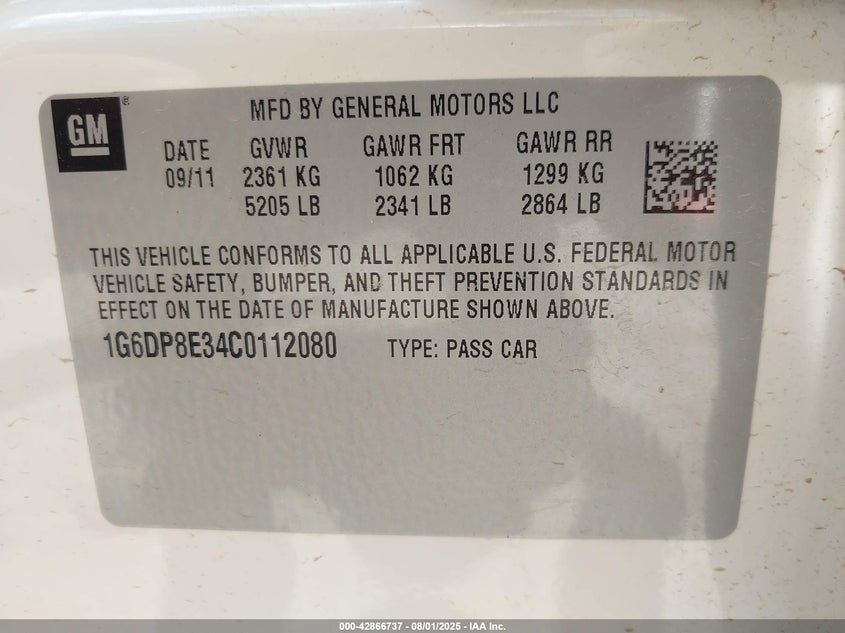 GM ®
MFD BY GENERAL MOTORS LLC
DATE GVWR GAWR FRT GAWR RR
09/11 2361 KG 1062 KG 1299 KG
5205 LB 2341 LB 2864 LB
THIS VEHICLE CONFORMS TO ALL APPLICABLE U.S. FEDERAL MOTOR
VEHICLE SAFETY, BUMPER, AND THEFT PREVENTION STANDARDS IN
EFFECT ON THE DATE OF MANUFACTURE SHOWN ABOVE.
1G6DP8E34C0112080 TYPE: PASS CAR
000-42866737 - 08/01/2025 - IAA Inc.